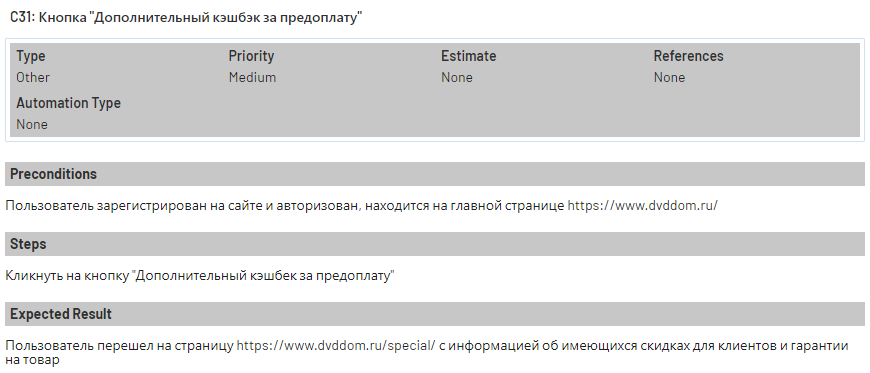 C31: Кнопка "Дополнительный кэшбэк за предоплату"
Type Priority Estimate References
Other Medium None None
Automation Type
None
Preconditions
Пользователь зарегистрирован на сайте и авторизован, находится на главной странице https://www.dvddom.ru/
Steps
Кликнуть на кнопку "Дополнительный кэшбек за предоплату"
Expected Result
Пользователь перешел на страницу https://www.dvddom.ru/special/ с информацией об имеющихся скидках для клиентов и гарантии
на товар